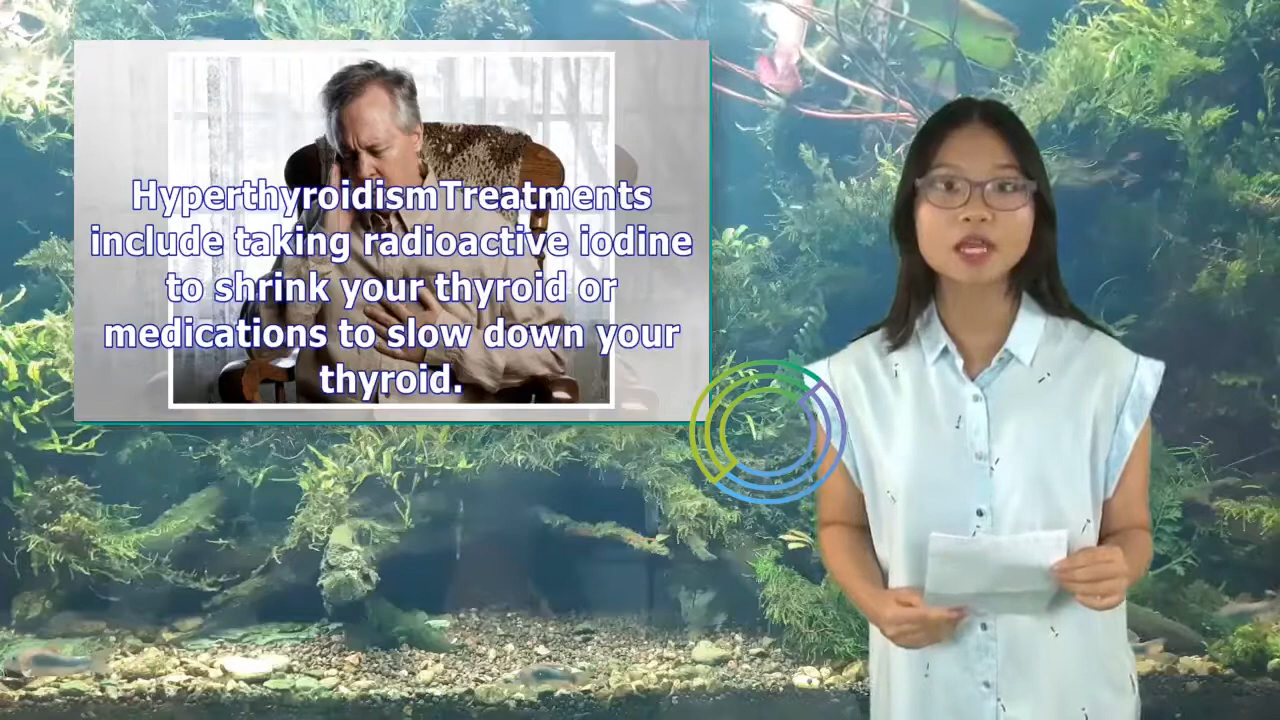 HyperthyroidismTreatments
include taking radioactive iodine
to shrink your thyroid or
medications to slow down your
thyroid.